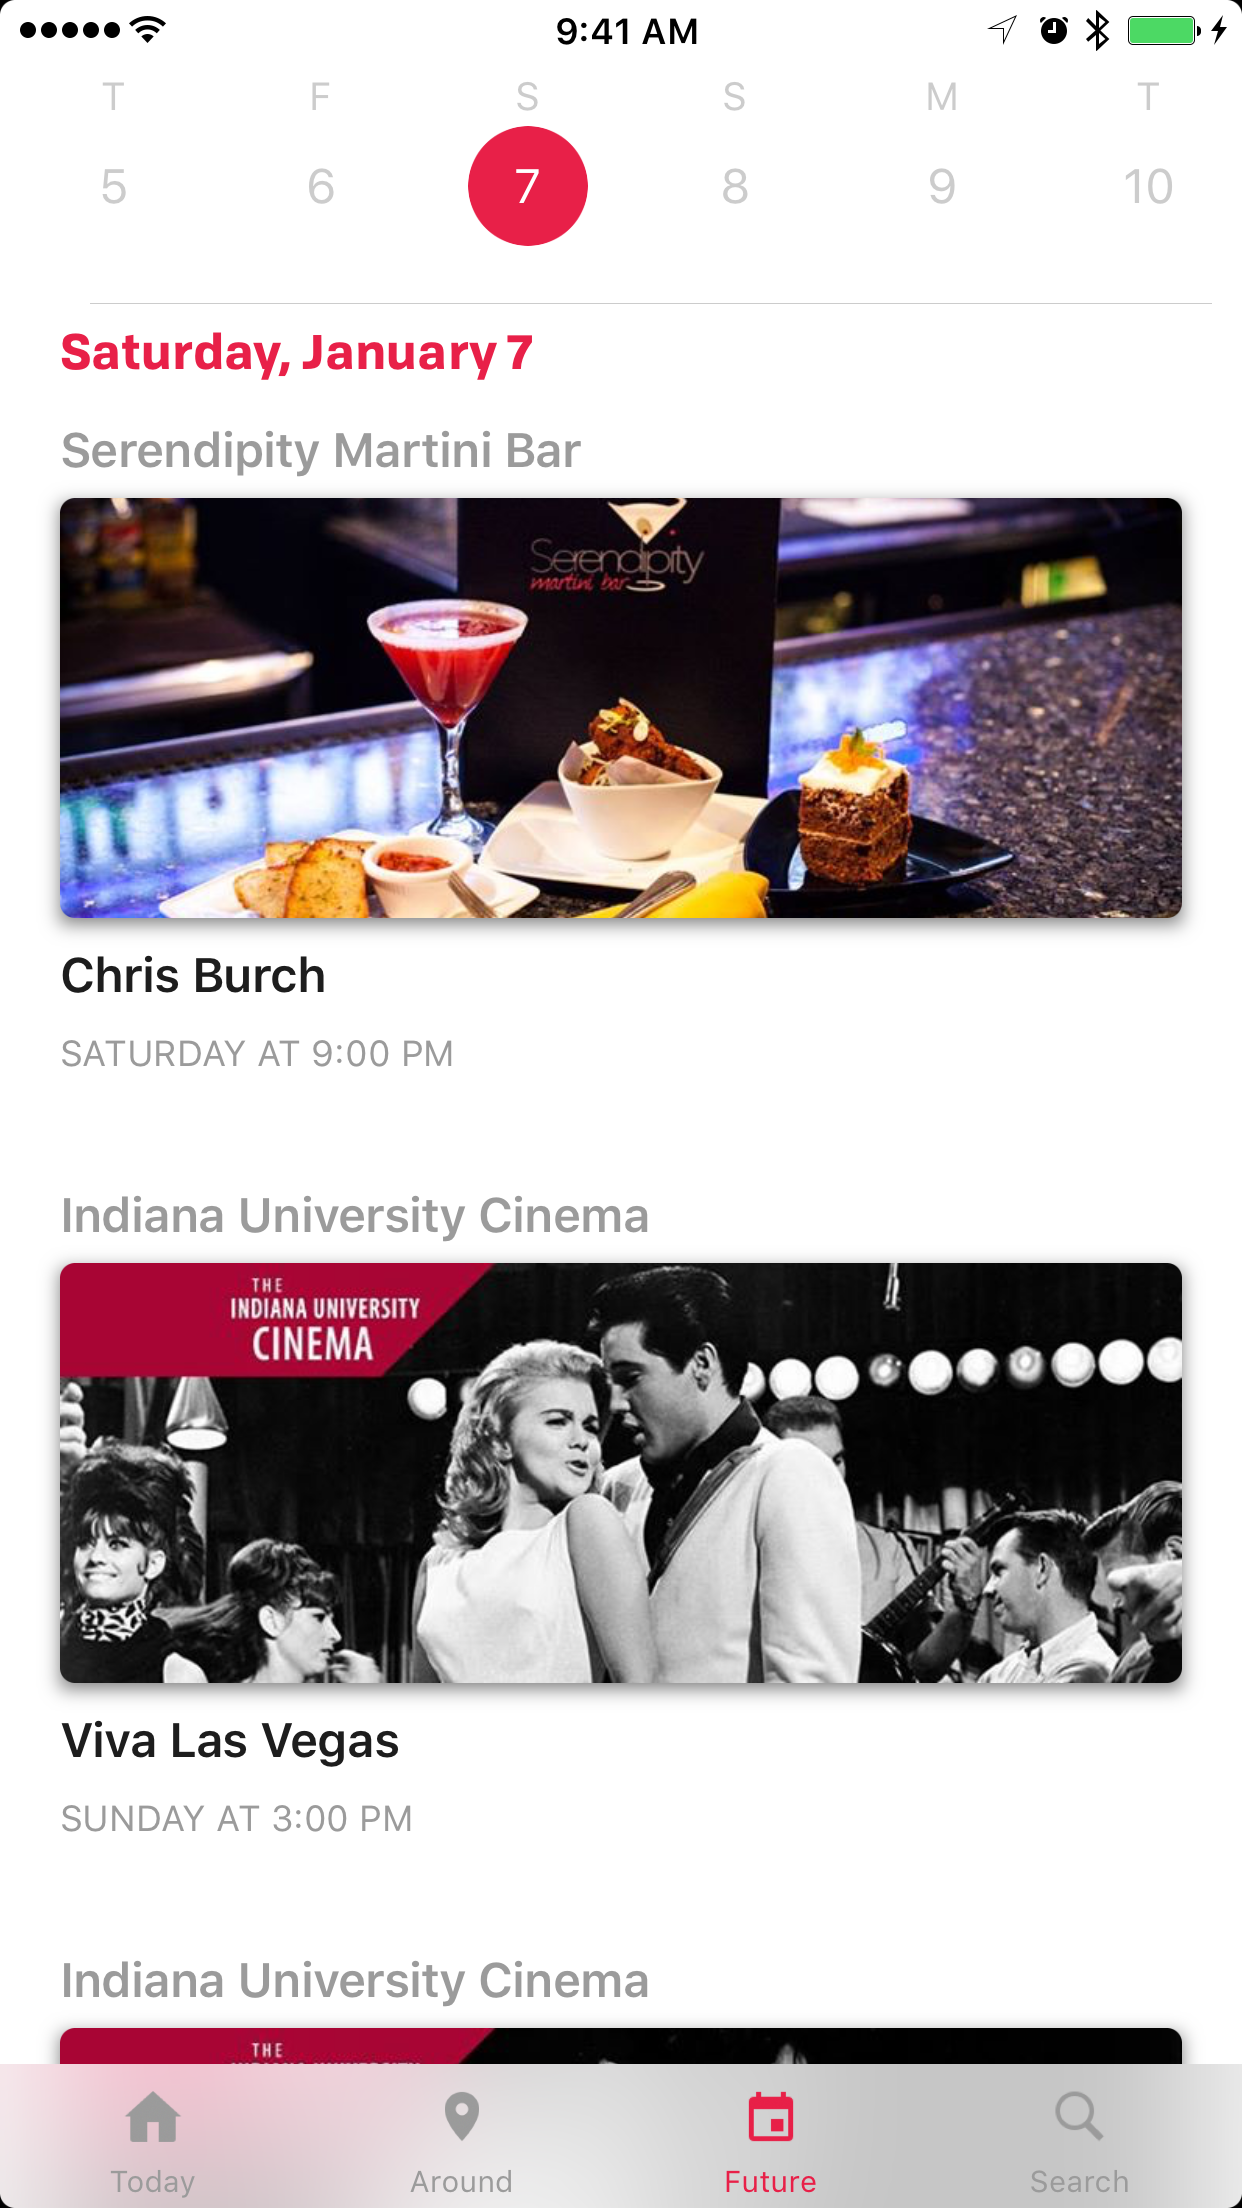 9:41 AM
T F S S M T
5 6 7 8 9 10
Saturday, January 7
Serendipity Martini Bar
Serendipity
martini bar
Chris Burch
SATURDAY AT 9:00 PM
Indiana University Cinema
THE
INDIANA UNIVERSITY
CINEMA
Viva Las Vegas
SUNDAY AT 3:00 PM
Indiana University Cinema
THE
Today Around Future Search